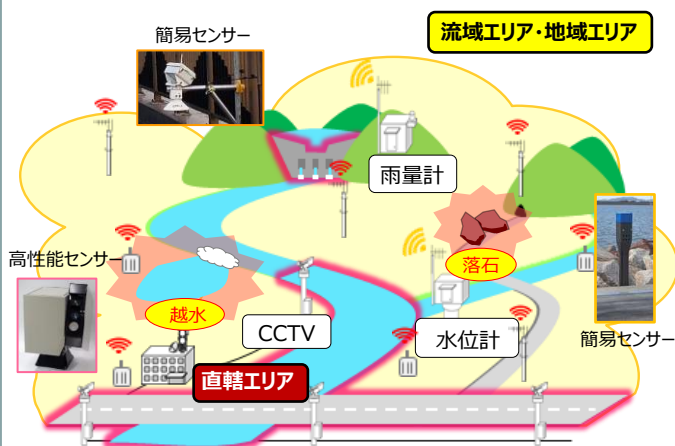 簡易センサー
流域エリア・地域エリア
雨量計
高性能センサー
落石
越水
CCTV
水位計
簡易センサー
直轄エリア